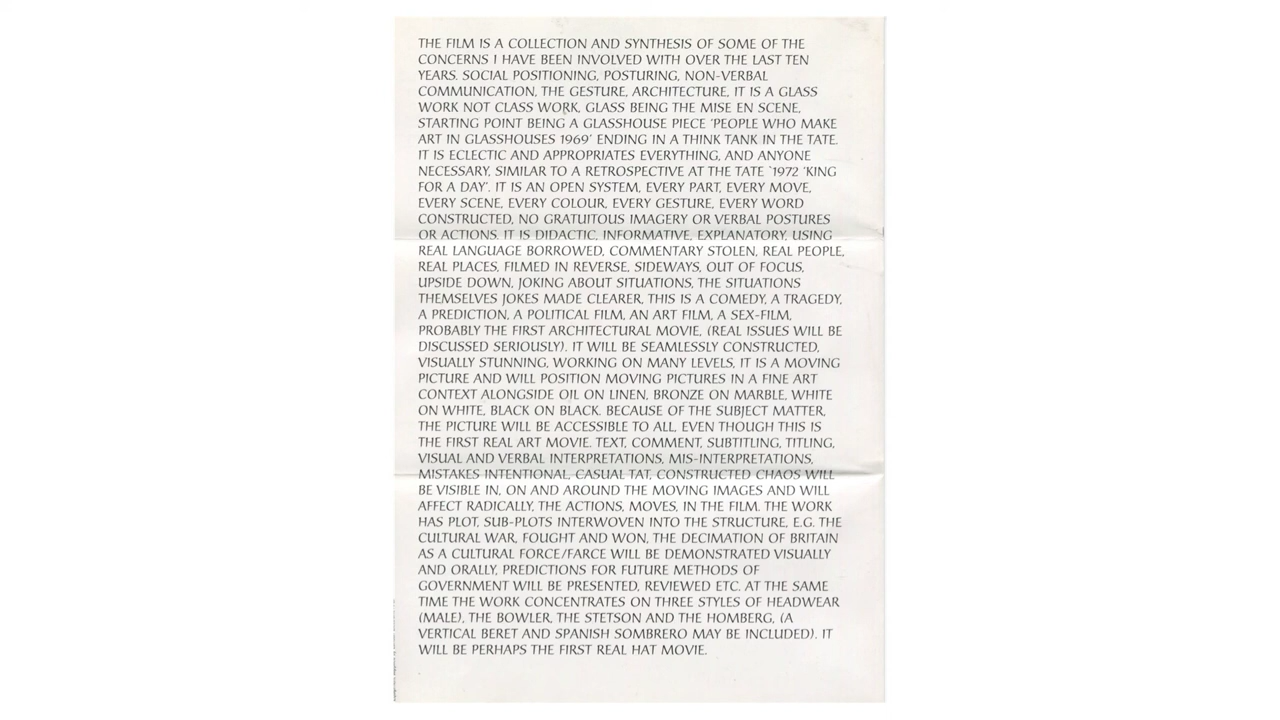 THE FILM IS A COLLECTION AND SYNTHESIS OF SOME OF THE
CONCERNS I HAVE BEEN INVOLVED WITH OVER THE LAST TEN
YEARS. SOCIAL POSITIONING, POSTURING, NON-VERBAL
COMMUNICATION, THE GESTURE, ARCHITECTURE, IT IS A GLASS
WORK NOT CLASS WORK, GLASS BEING THE MISE EN SCENE,
STARTING POINT BEING A GLASSHOUSE PIECE 'PEOPLE WHO MAKE
ART IN GLASSHOUSES 1969' ENDING IN A THINK TANK IN THE TATE.
IT IS ECLECTIC AND APPROPRIATES EVERYTHING, AND ANYONE
NECESSARY, SIMILAR TO A RETROSPECTIVE AT THE TATE '1972 'KING
FOR A DAY'. IT IS AN OPEN SYSTEM, EVERY PART, EVERY MOVE,
EVERY SCENE, EVERY COLOUR, EVERY GESTURE, EVERY WORD
CONSTRUCTED, NO GRATUITOUS IMAGERY OR VERBAL POSTURES
OR ACTIONS. IT IS DIDACTIC, INFORMATIVE, EXPLANATORY, USING
REAL LANGUAGE BORROWED, COMMENTARY STOLEN, REAL PEOPLE,
REAL PLACES, FILMED IN REVERSE, SIDEWAYS, OUT OF FOCUS,
UPSIDE DOWN, JOKING ABOUT SITUATIONS, THE SITUATIONS
THEMSELVES JOKES MADE CLEARER, THIS IS A COMEDY, A TRAGEDY,
A PREDICTION, A POLITICAL FILM, AN ART FILM, A SEX-FILM,
PROBABLY THE FIRST ARCHITECTURAL MOVIE, (REAL ISSUES WILL BE
DISCUSSED SERIOUSLY). IT WILL BE SEAMLESSLY CONSTRUCTED,
VISUALLY STUNNING, WORKING ON MANY LEVELS, IT IS A MOVING
PICTURE AND WILL POSITION MOVING PICTURES IN A FINE ART
CONTEXT ALONGSIDE OIL ON LINEN, BRONZE ON MARBLE, WHITE
ON WHITE, BLACK ON BLACK. BECAUSE OF THE SUBJECT MATTER,
THE PICTURE WILL BE ACCESSIBLE TO ALL, EVEN THOUGH THIS IS
THE FIRST REAL ART MOVIE. TEXT, COMMENT, SUBTITLING, TITLING,
VISUAL AND VERBAL INTERPRETATIONS, MIS-INTERPRETATIONS,
MISTAKES INTENTIONAL, CASUAL TAT, CONSTRUCTED CHAOS WILL
BE VISIBLE IN, ON AND AROUND THE MOVING IMAGES AND WILL
AFFECT RADICALLY, THE ACTIONS, MOVES, IN THE FILM. THE WORK
HAS PLOT, SUB-PLOTS INTERWOVEN INTO THE STRUCTURE, E.G. THE
CULTURAL WAR, FOUGHT AND WON, THE DECIMATION OF BRITAIN
AS A CULTURAL FORCE/FARCE WILL BE DEMONSTRATED VISUALLY
AND ORALLY, PREDICTIONS FOR FUTURE METHODS OF
GOVERNMENT WILL BE PRESENTED, REVIEWED ETC. AT THE SAME
TIME THE WORK CONCENTRATES ON THREE STYLES OF HEADWEAR
(MALE), THE BOWLER, THE STETSON AND THE HOMBERG, (A
VERTICAL BERET AND SPANISH SOMBRERO MAY BE INCLUDED). IT
WILL BE PERHAPS THE FIRST REAL HAT MOVIE.